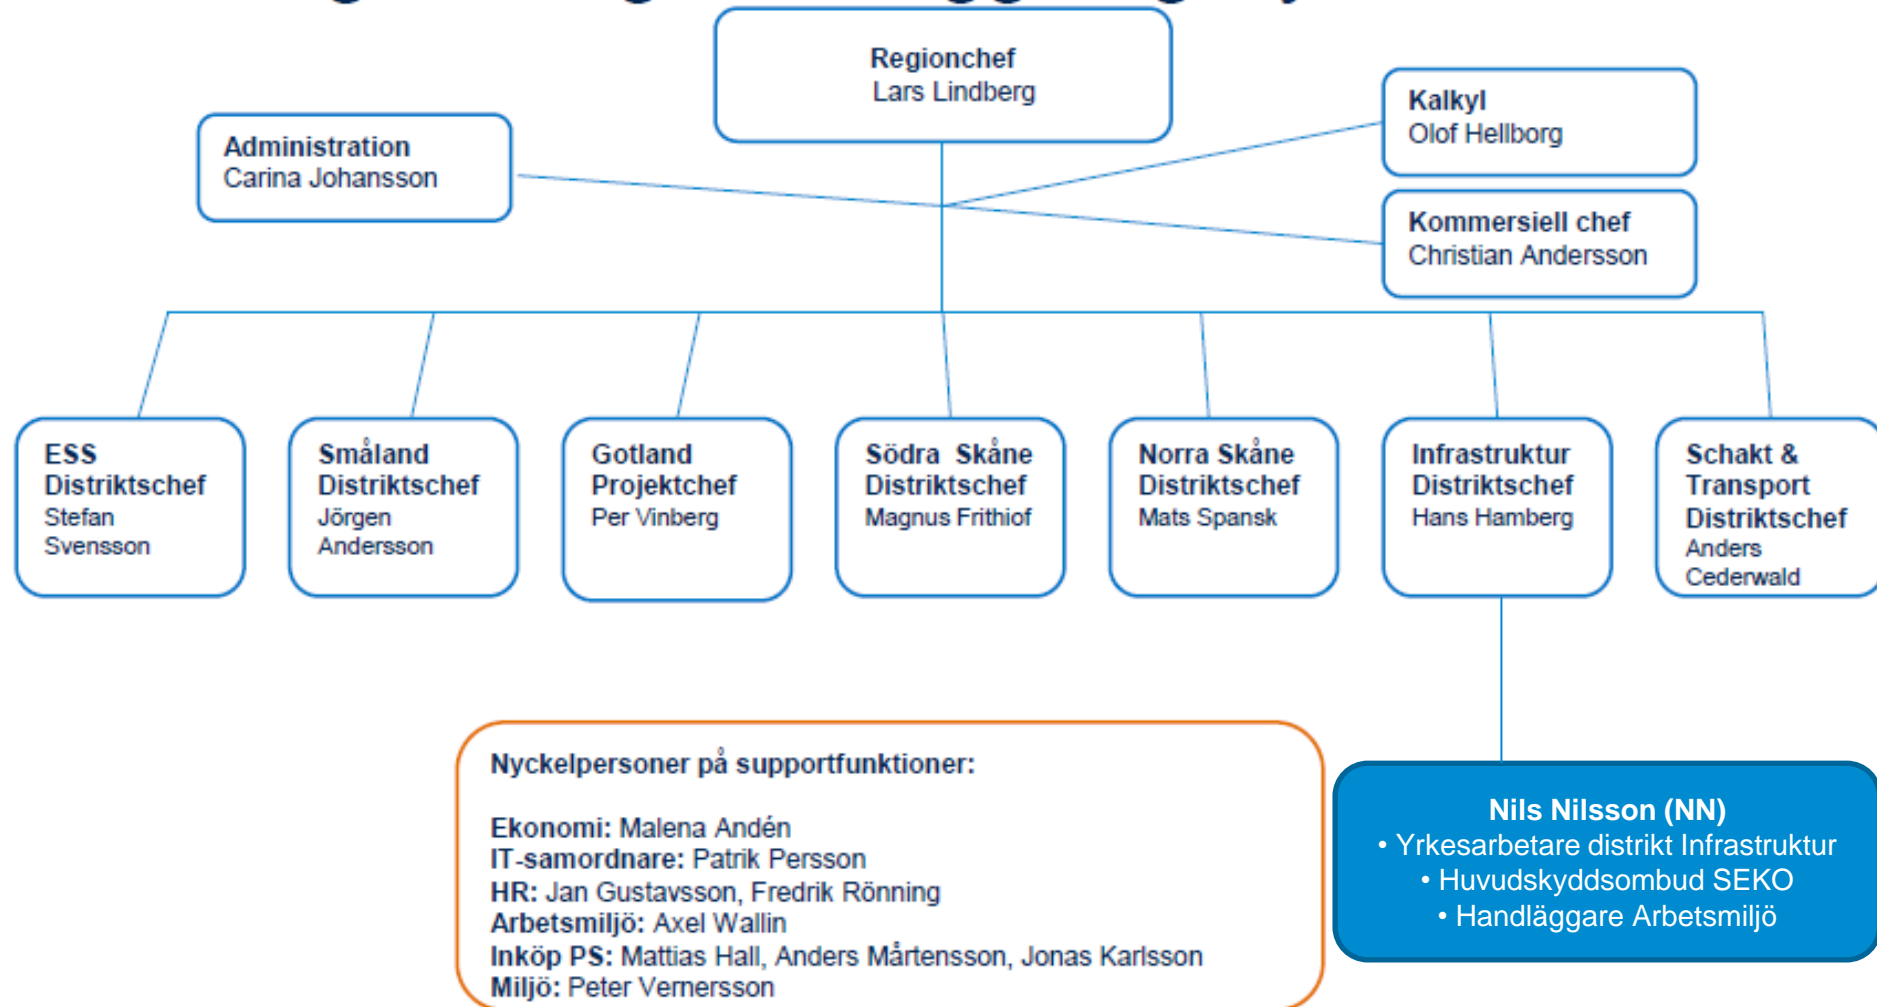 Regionchef
Lars Lindberg
Administration
Carina Johansson
Kalkyl
Olof Hellborg
Kommersiell chef
Christian Andersson
ESS
Distriktschef
Stefan
Svensson
Småland
Distriktschef
Jörgen
Andersson
Gotland
Projektchef
Per Vinberg
Södra Skåne
Distriktschef
Magnus Frithiof
Norra Skåne
Distriktschef
Mats Spansk
Infrastruktur
Distriktschef
Hans Hamberg
Schakt &
Transport
Distriktschef
Anders
Cederwald
Nyckelpersoner på supportfunktioner:
Ekonomi: Malena Andén
IT-samordnare: Patrik Persson
HR: Jan Gustavsson, Fredrik Rönning
Arbetsmiljö: Axel Wallin
Inköp PS: Mattias Hall, Anders Mårtensson, Jonas Karlsson
Miljö: Peter Vernersson
Nils Nilsson (NN)
• Yrkesarbetare distrikt Infrastruktur
• Huvudskyddsombud SEKO
• Handläggare Arbetsmiljö